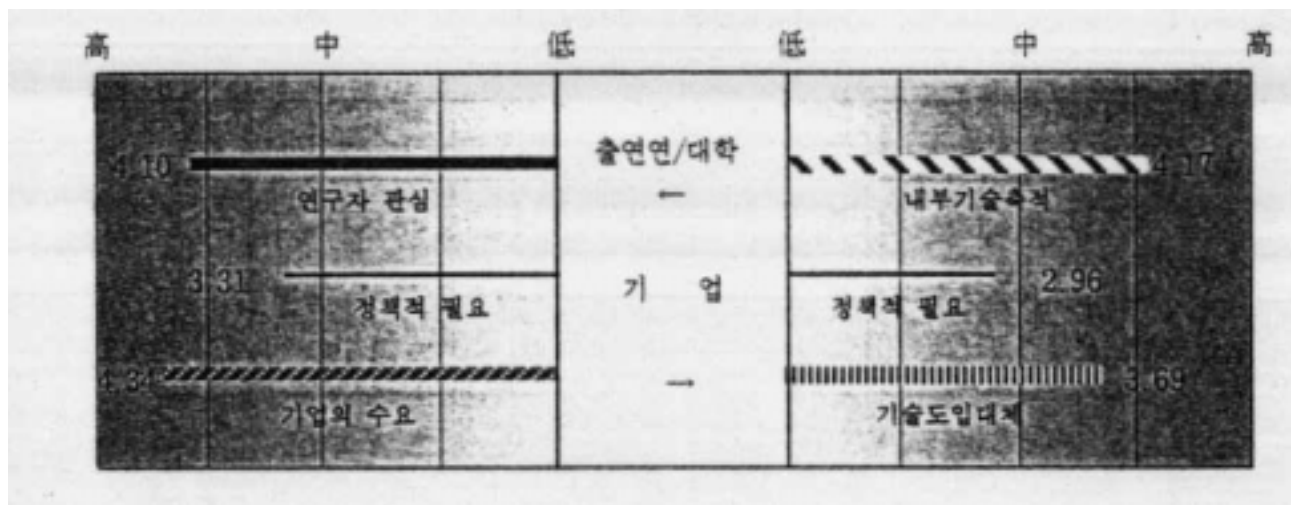 高 中 低 低 中 高
출연연/대학
4.10 4.17
연구자 관심 ← 내부기술축적
3.31 기 업 2.96
정책적 필요 정책적 필요
4.34 → 3.69
기업의 수요 기술도입대체